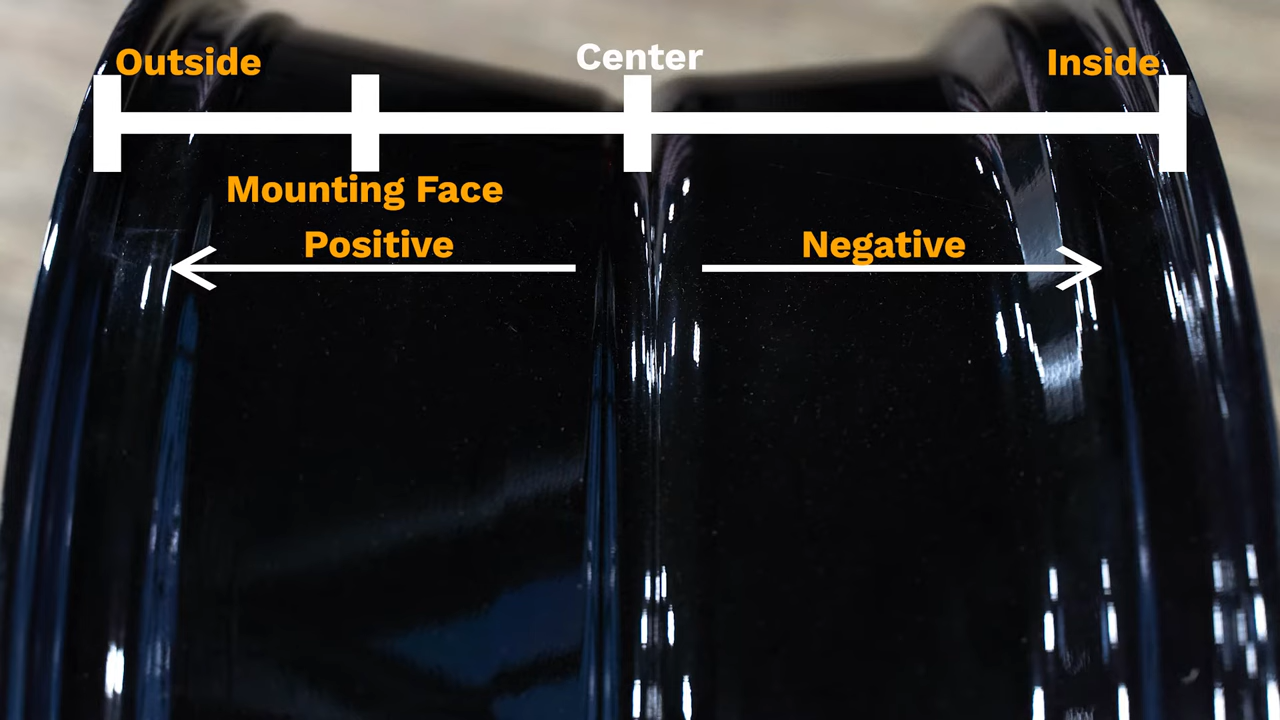 Outside
Center
Inside
Mounting Face
Positive
Negative